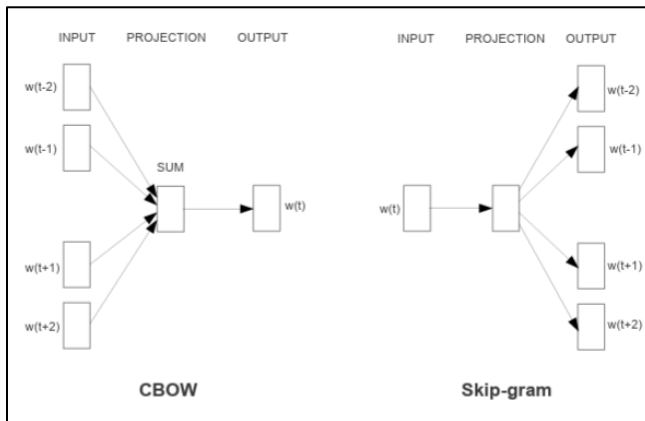 INPUT PROJECTION OUTPUT
w(t-2)
w(t-1)
SUM
w(t)
w(t+1)
w(t+2)
CBOW
INPUT PROJECTION OUTPUT
w(t-2)
w(t-1)
w(t)
w(t+1)
w(t+2)
Skip-gram